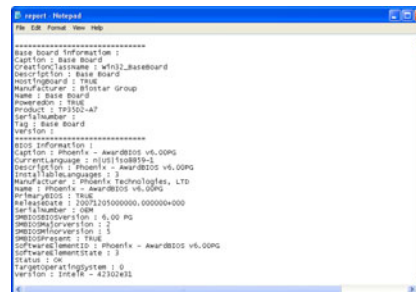 report - Notepad
File Edit Format View Help
==============================
Base board information :
Caption : Base Board
CreationClassName : Win32_BaseBoard
Description : Base Board
HostingBoard : TRUE
Manufacturer : Biostar Group
Name : Base Board
PoweredOn : TRUE
Product : TP35D2-A7
SerialNumber :
Tag : Base Board
Version :
==============================
BIOS Information :
Caption : Phoenix - AwardBIOS v6.00PG
CurrentLanguage : n|US|iso8859-1
Description : Phoenix - AwardBIOS v6.00PG
InstallableLanguages : 3
Manufacturer : Phoenix Technologies, LTD
Name : Phoenix - AwardBIOS v6.00PG
PrimaryBIOS : TRUE
ReleaseDate : 20071205000000.000000+000
SerialNumber : OEM
SMBIOSBIOSVersion : 6.00 PG
SMBIOSMajorVersion : 2
SMBIOSMinorVersion : 5
SMBIOSPresent : TRUE
SoftwareElementID : Phoenix - AwardBIOS v6.00PG
SoftwareElementState : 3
Status : OK
TargetOperatingSystem : 0
Version : IntelR - 42302e31